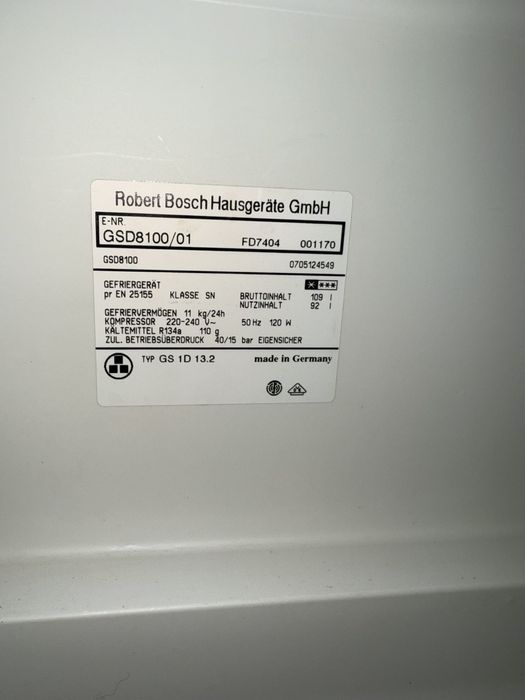 Robert Bosch Hausgeräte GmbH
E-NR.
GSD8100/01 FD7404 001170
GSD8100 0705124549
GEFRIERGERÄT
pr EN 25155 KLASSE SN BRUTTOINHALT 109 l
NUTZINHALT 92 l
GEFRIERVERMÖGEN 11 kg/24h
KOMPRESSOR 220-240 V~ 50 Hz 120 W
KÄLTEMITTEL R134a 110 g
ZUL. BETRIEBSÜBERDRUCK 40/15 bar EIGENSICHER
TYP GS 1D 13.2 made in Germany